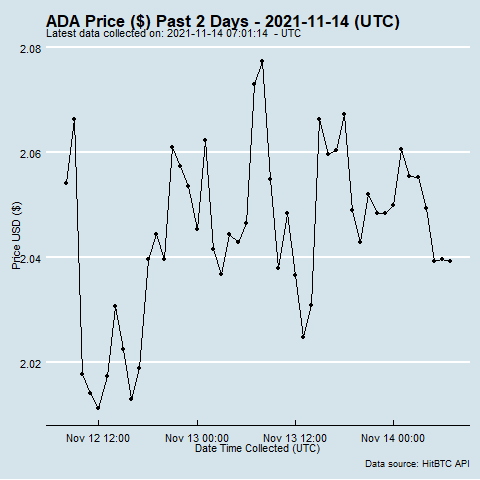 ADA Price ($) Past 2 Days - 2021-11-14 (UTC)
Latest data collected on: 2021-11-14 07:01:14  - UTC
2.08
2.06
2.04
2.02
Price USD ($)
Nov 12 12:00
Nov 13 00:00
Nov 13 12:00
Nov 14 00:00
Date Time Collected (UTC)
Data source: HitBTC API